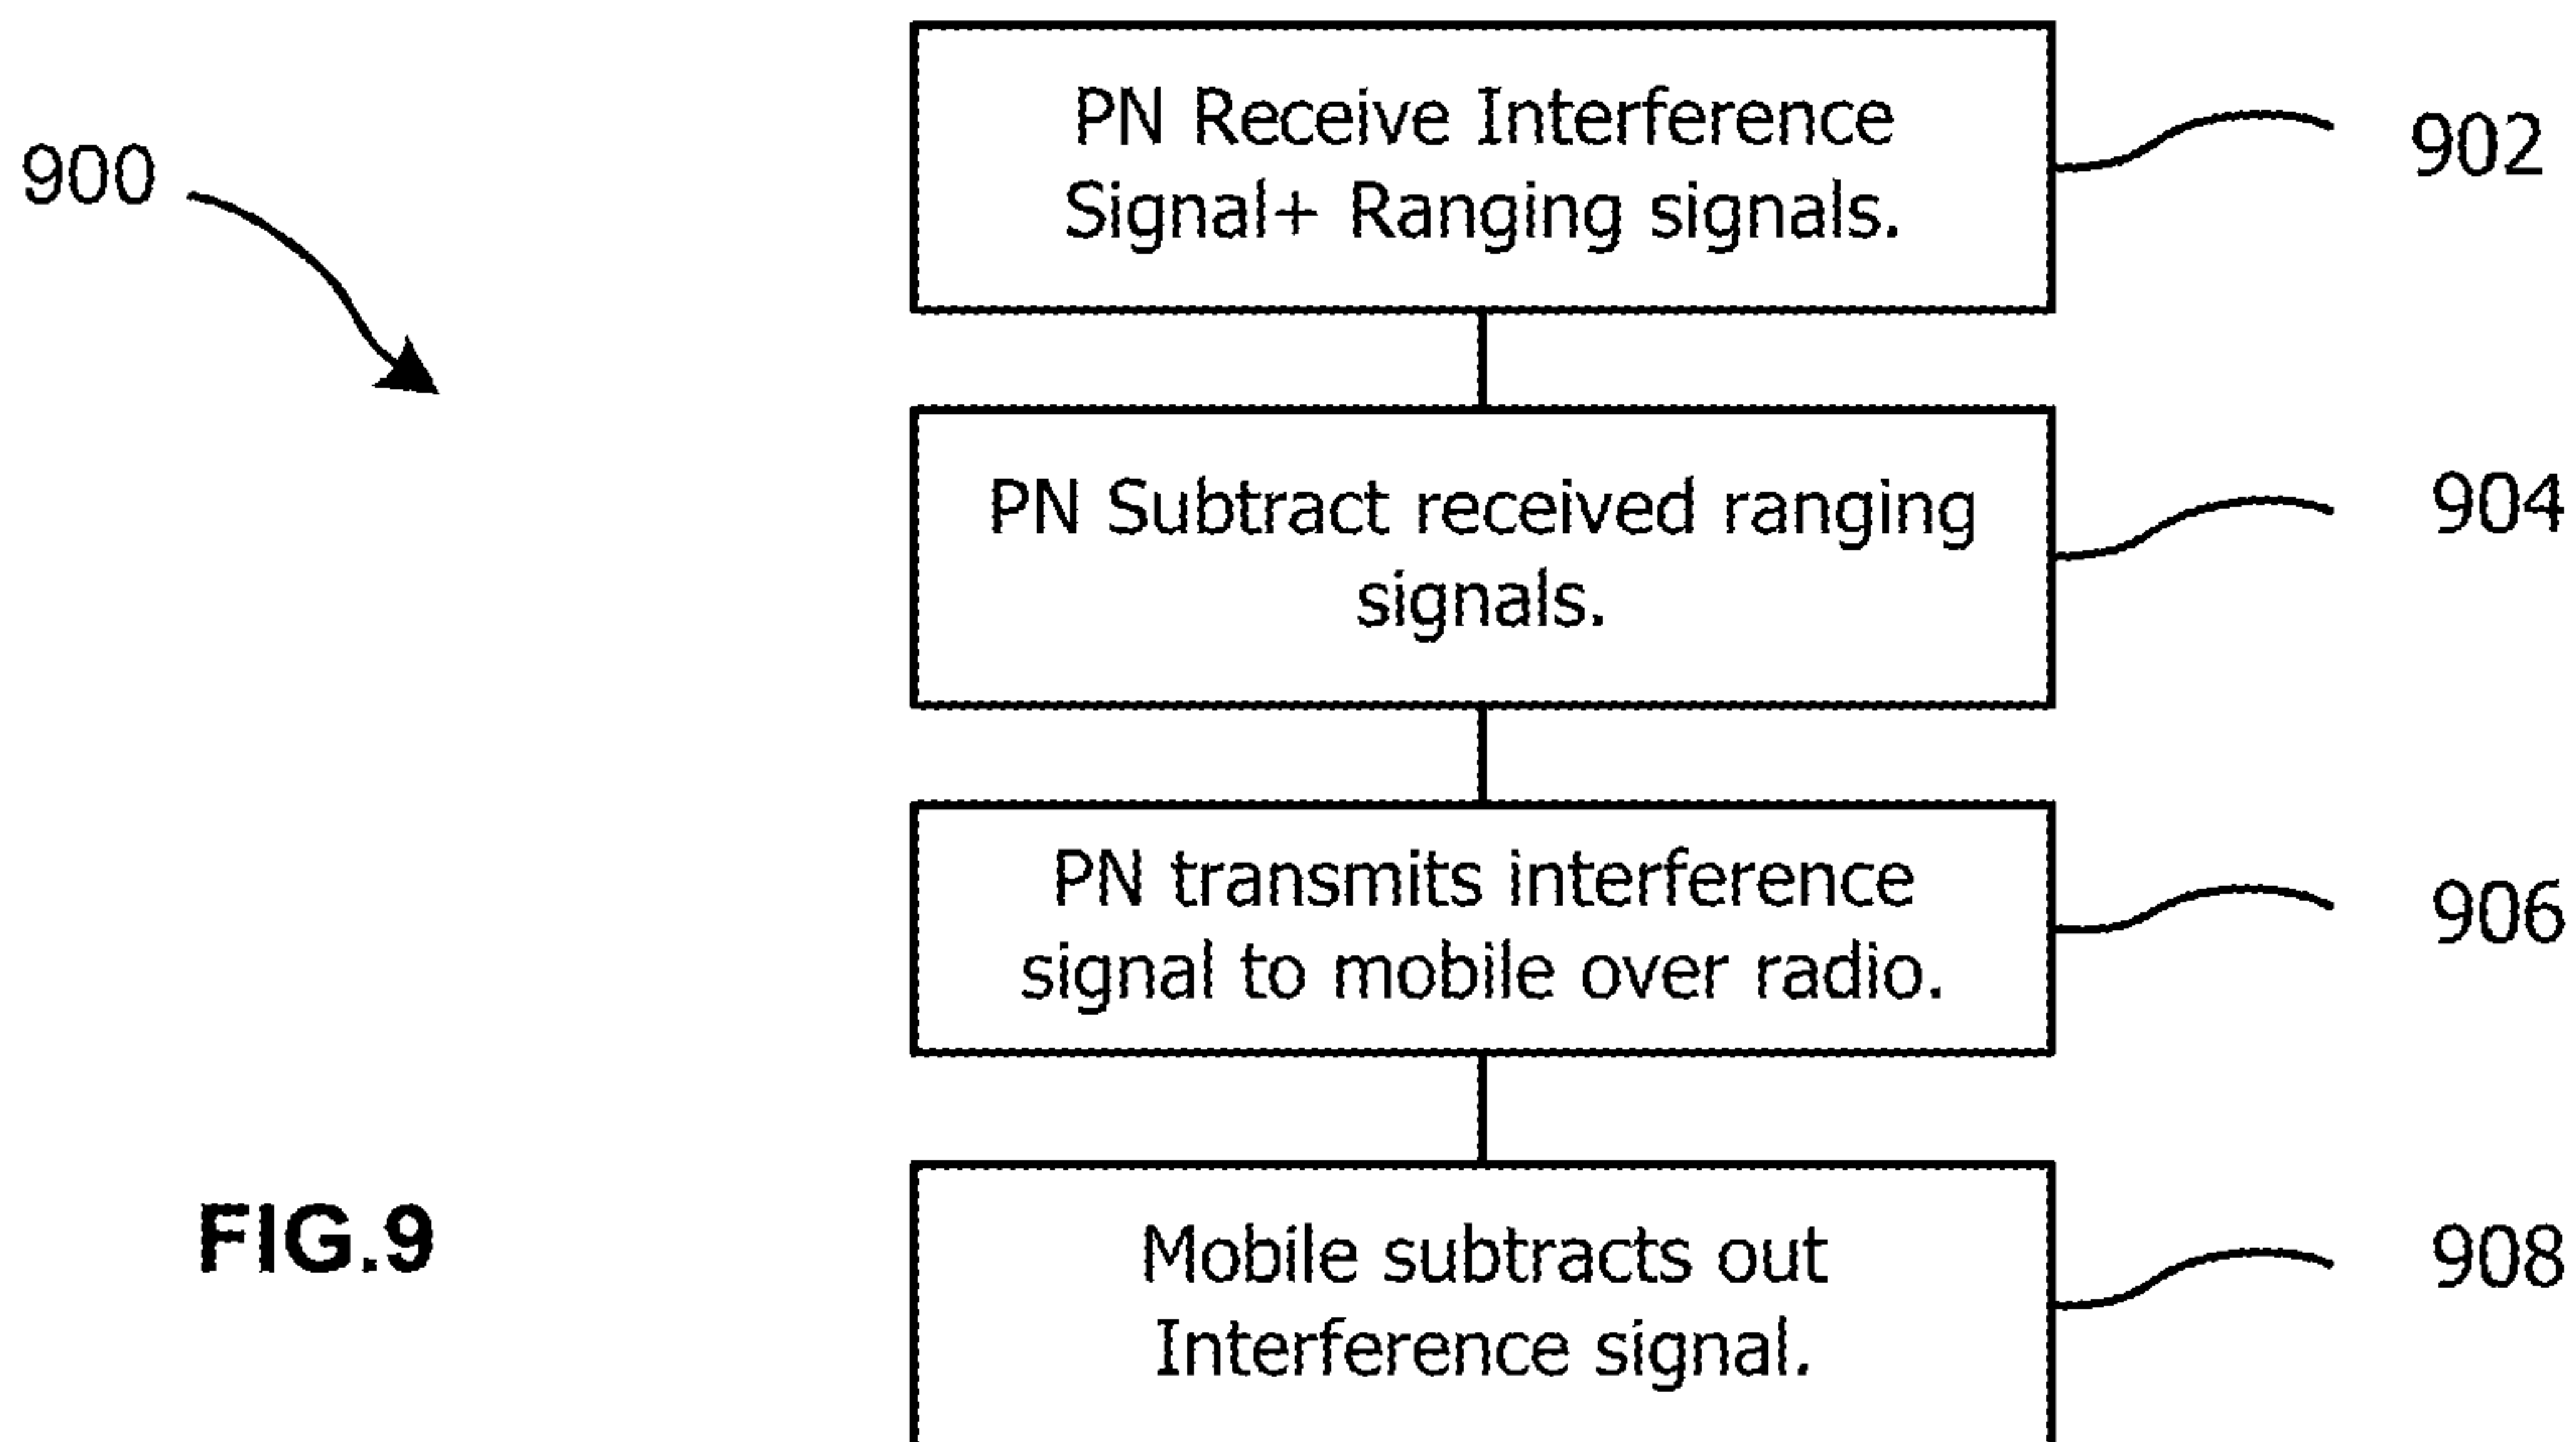 900
PN Receive Interference
Signal+ Ranging signals.
902
PN Subtract received ranging
signals.
904
PN transmits interference
signal to mobile over radio.
906
Mobile subtracts out
Interference signal.
908
FIG.9